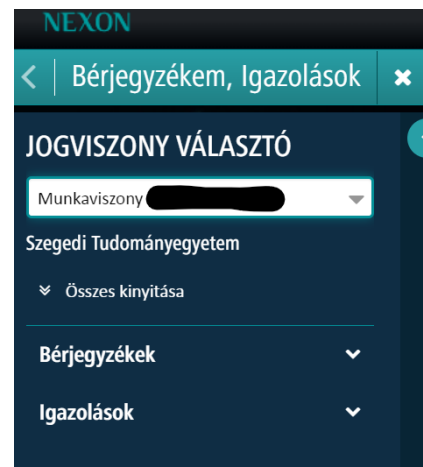 NEXON
Bérjegyzékem, Igazolások
JOGVISZONY VÁLASZTÓ
Munkaviszony
Szegedi Tudományegyetem
Összes kinyitása
Bérjegyzékek
Igazolások